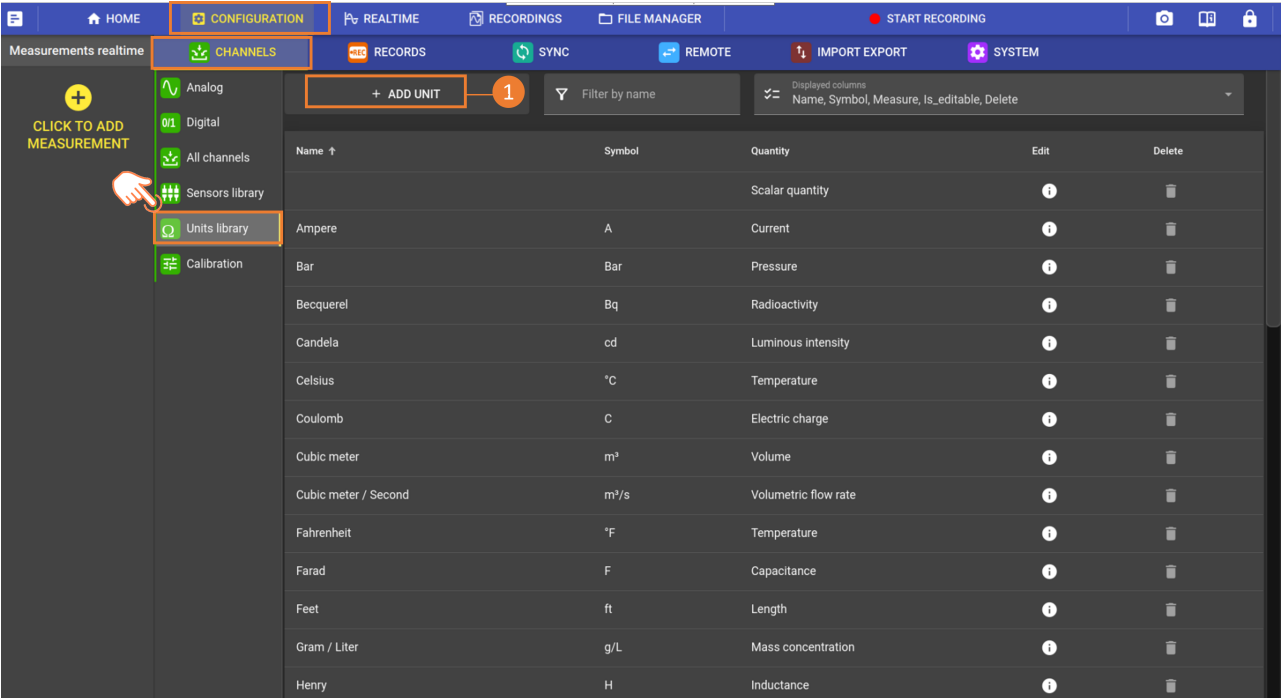 HOME CONFIGURATION REALTIME RECORDINGS FILE MANAGER START RECORDING
Measurements realtime CHANNELS REC RECORDS SYNC REMOTE IMPORT EXPORT SYSTEM
CLICK TO ADD
MEASUREMENT
Analog
0/1 Digital
All channels
Sensors library
Ω Units library
Calibration
+ ADD UNIT 1 Filter by name
Displayed columns
Name, Symbol, Measure, Is_editable, Delete
Name ↑ Symbol Quantity Edit Delete
Scalar quantity
Ampere A Current
Bar Bar Pressure
Becquerel Bq Radioactivity
Candela cd Luminous intensity
Celsius °C Temperature
Coulomb C Electric charge
Cubic meter m³ Volume
Cubic meter / Second m³/s Volumetric flow rate
Fahrenheit °F Temperature
Farad F Capacitance
Feet ft Length
Gram / Liter g/L Mass concentration
Henry H Inductance